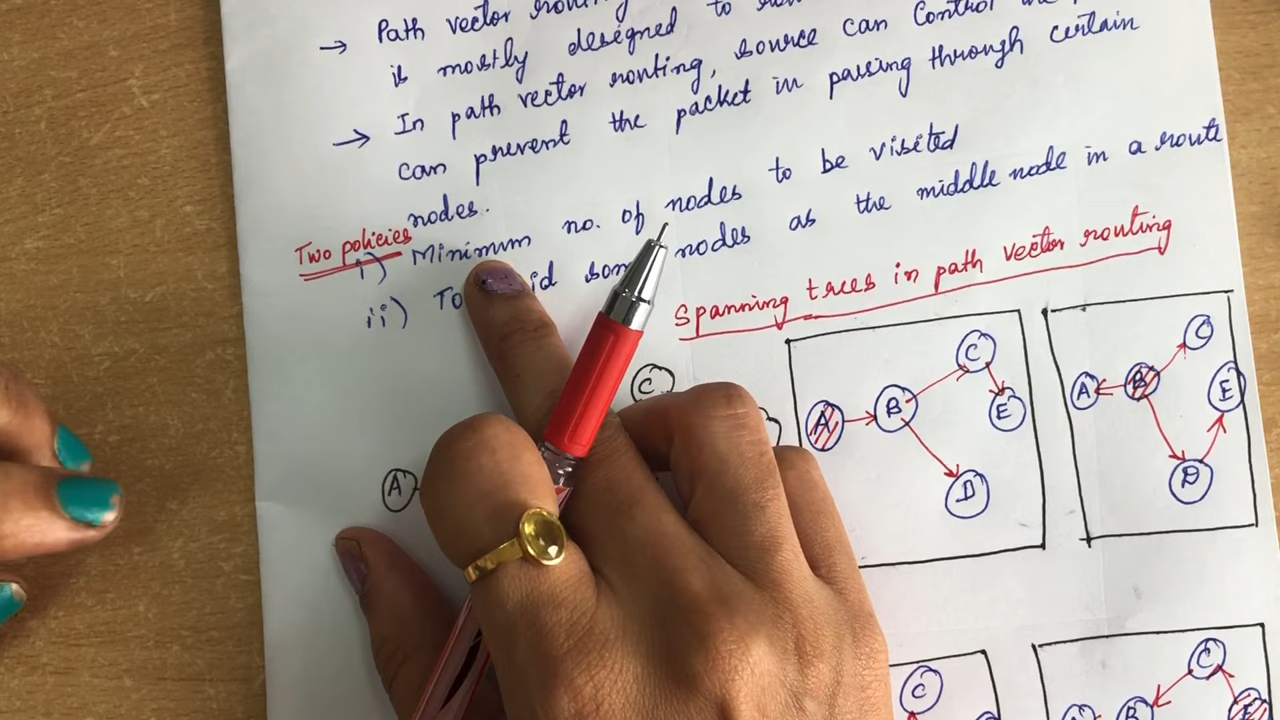 → Path vector routing
is mostly designed to
→ In path vector routing, source can control
can prevent the packet in passing through certain
nodes.
Two policies
i) Minimum no. of nodes to be visited
ii) To nodes as the middle node in a route
Spanning trees in path vector routing
C
A
A B C E D
A B C E D
C
C
B